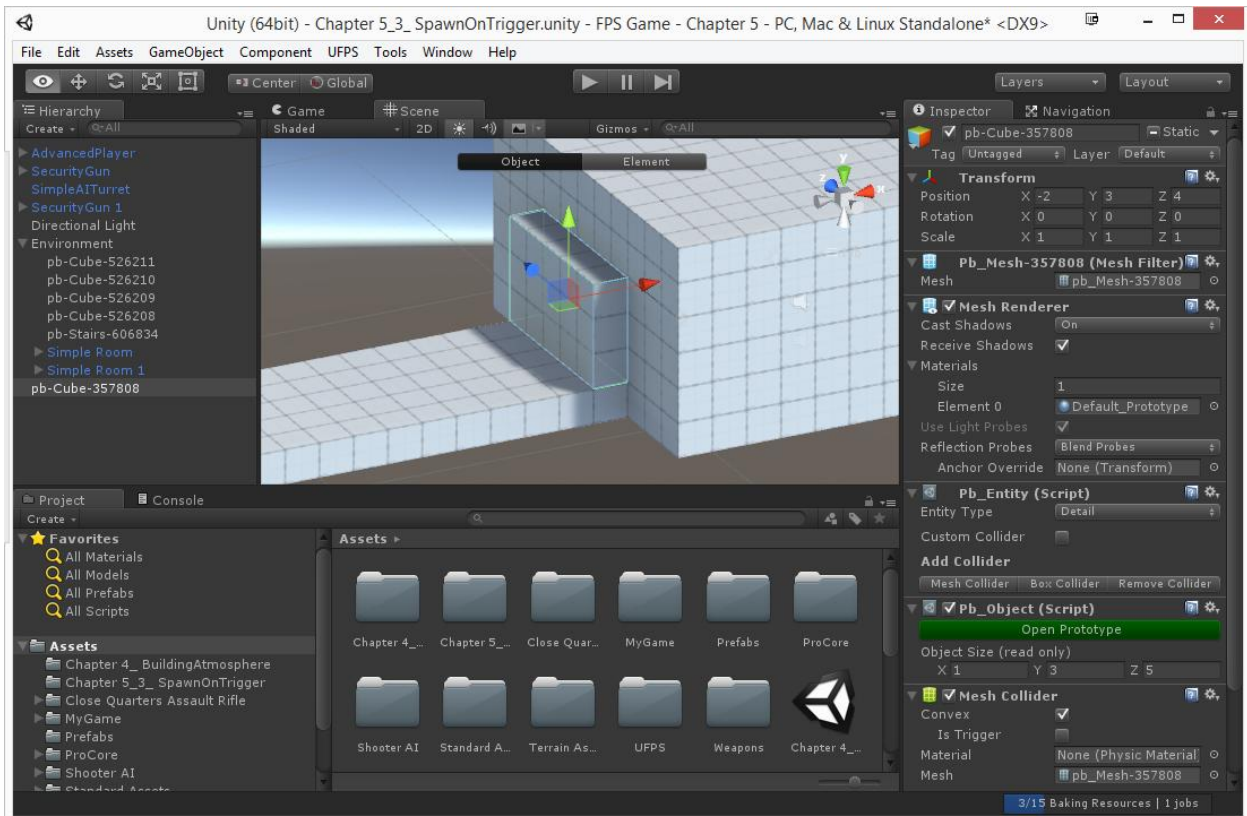 Unity (64bit) - Chapter 5_3_ SpawnOnTrigger.unity - FPS Game - Chapter 5 - PC, Mac & Linux Standalone* <DX9>
File Edit Assets GameObject Component UFPS Tools Window Help
Center Global
Layers Layout
Hierarchy
Create Q▾All
AdvancedPlayer
SecurityGun
SimpleAITurret
SecurityGun 1
Directional Light
Environment
pb-Cube-526211
pb-Cube-526210
pb-Cube-526209
pb-Cube-526208
pb-Stairs-606834
Simple Room
Simple Room 1
pb-Cube-357808
Game Scene
Shaded 2D Gizmos Q▾All
Object Element
y
x
z
Inspector Navigation
pb-Cube-357808 Static
Tag Untagged Layer Default
Transform
Position X -2 Y 3 Z 4
Rotation X 0 Y 0 Z 0
Scale X 1 Y 1 Z 1
Pb_Mesh-357808 (Mesh Filter)
Mesh pb_Mesh-357808
Mesh Renderer
Cast Shadows On
Receive Shadows
Materials
Size 1
Element 0 Default_Prototype
Use Light Probes
Reflection Probes Blend Probes
Anchor Override None (Transform)
Pb_Entity (Script)
Entity Type Detail
Custom Collider
Add Collider
Mesh Collider Box Collider Remove Collider
Pb_Object (Script)
Open Prototype
Object Size (read only)
X 1 Y 3 Z 5
Mesh Collider
Convex
Is Trigger
Material None (Physic Material
Mesh pb_Mesh-357808
Project Console
Create
Favorites
All Materials
All Models
All Prefabs
All Scripts
Assets
Chapter 4_ BuildingAtmosphere
Chapter 5_3_ SpawnOnTrigger
Close Quarters Assault Rifle
MyGame
Prefabs
ProCore
Shooter AI
Standard Assets
Assets
Chapter 4_... Chapter 5_... Close Quar... MyGame Prefabs ProCore
Shooter AI Standard A... Terrain As... UFPS Weapons Chapter 4_...
3/15 Baking Resources | 1 jobs